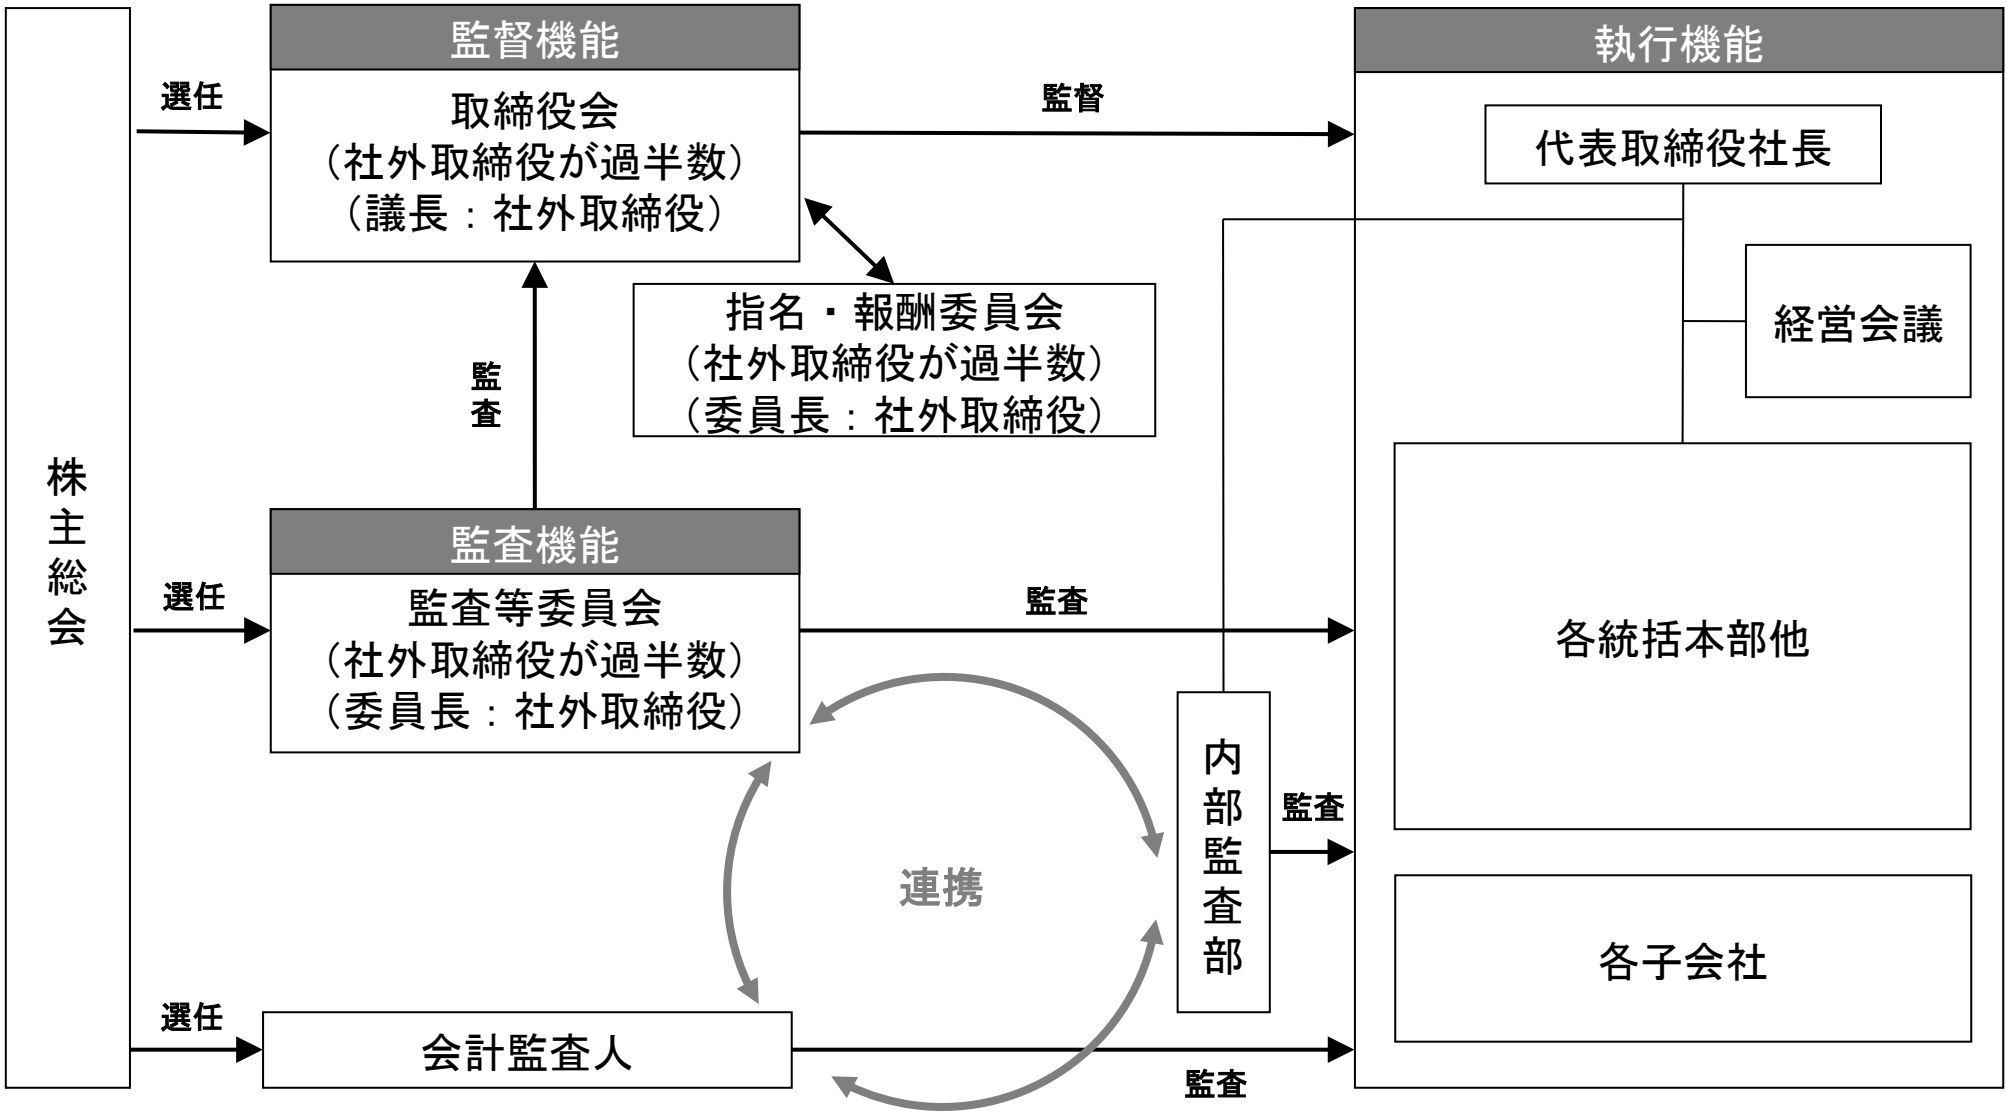 株主総会
選任
監督機能
取締役会
（社外取締役が過半数）
（議長：社外取締役）
監督
指名・報酬委員会
（社外取締役が過半数）
（委員長：社外取締役）
監査
選任
監査機能
監査等委員会
（社外取締役が過半数）
（委員長：社外取締役）
監査
連携
内部監査部
監査
選任
会計監査人
監査
執行機能
代表取締役社長
経営会議
各統括本部他
各子会社